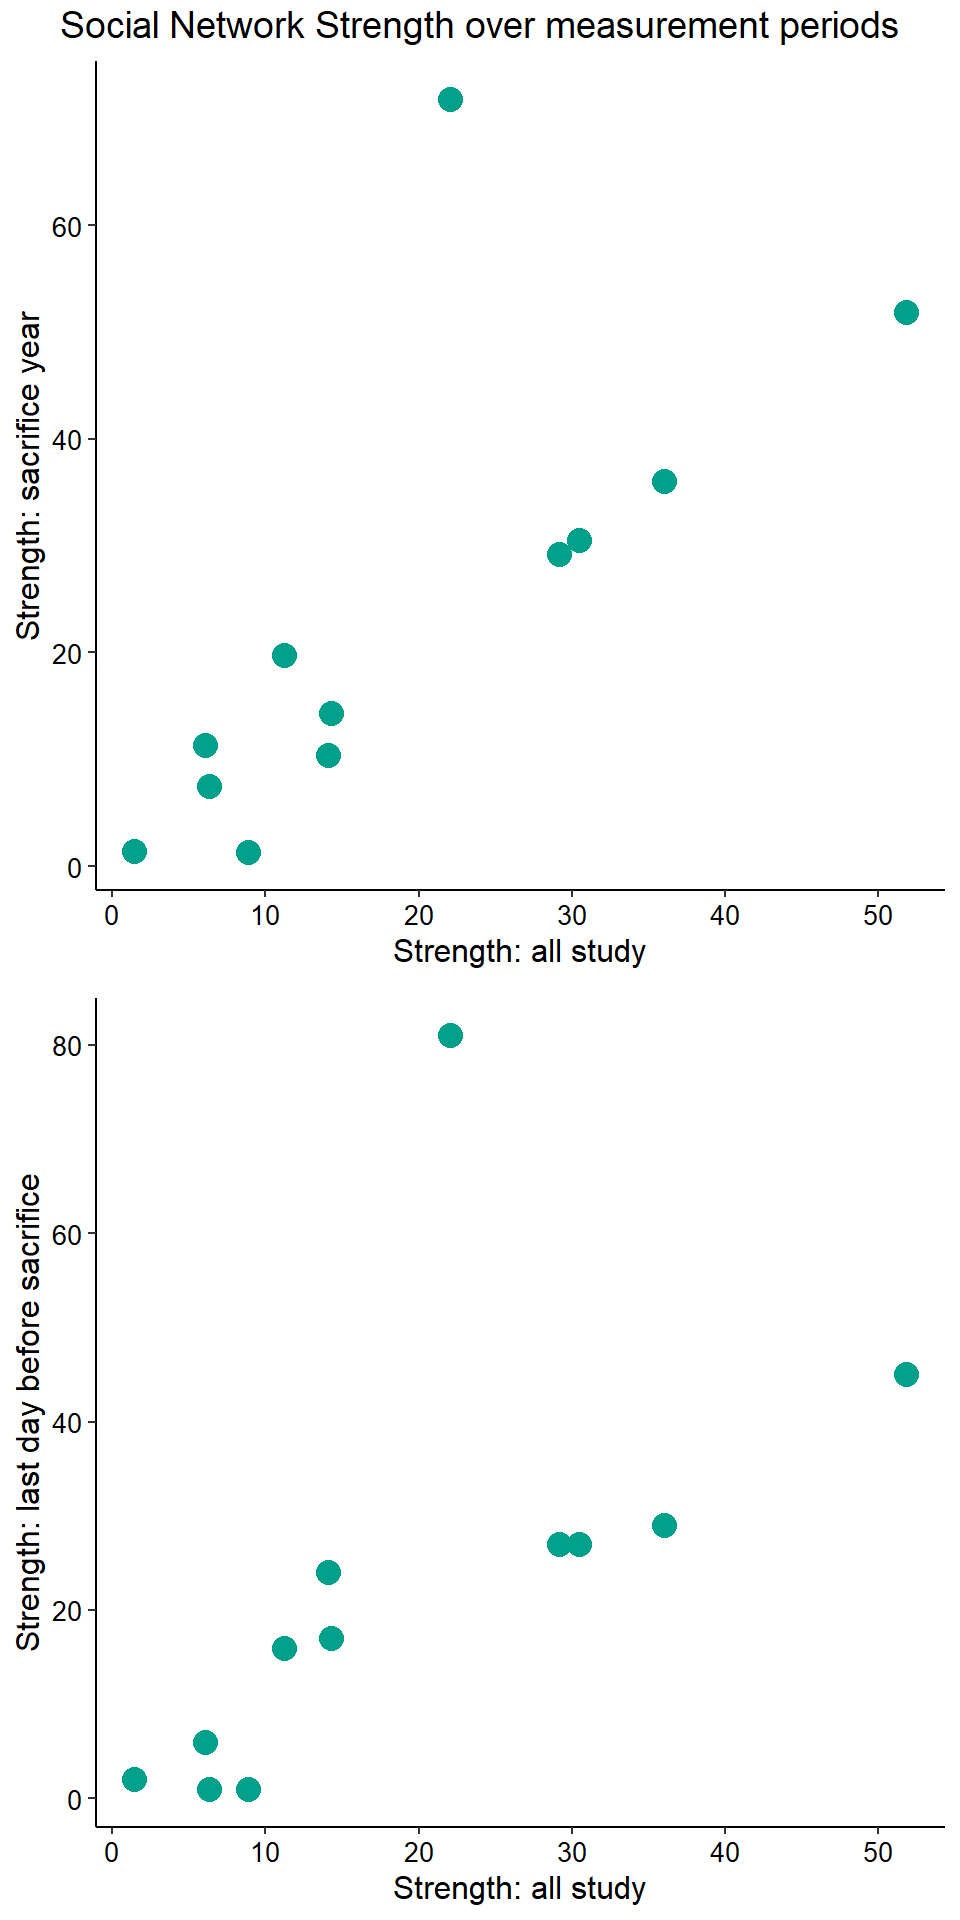 Social Network Strength over measurement periods
Strength: sacrifice year
60
40
20
0
0 10 20 30 40 50
Strength: all study
Strength: last day before sacrifice
80
60
40
20
0
0 10 20 30 40 50
Strength: all study